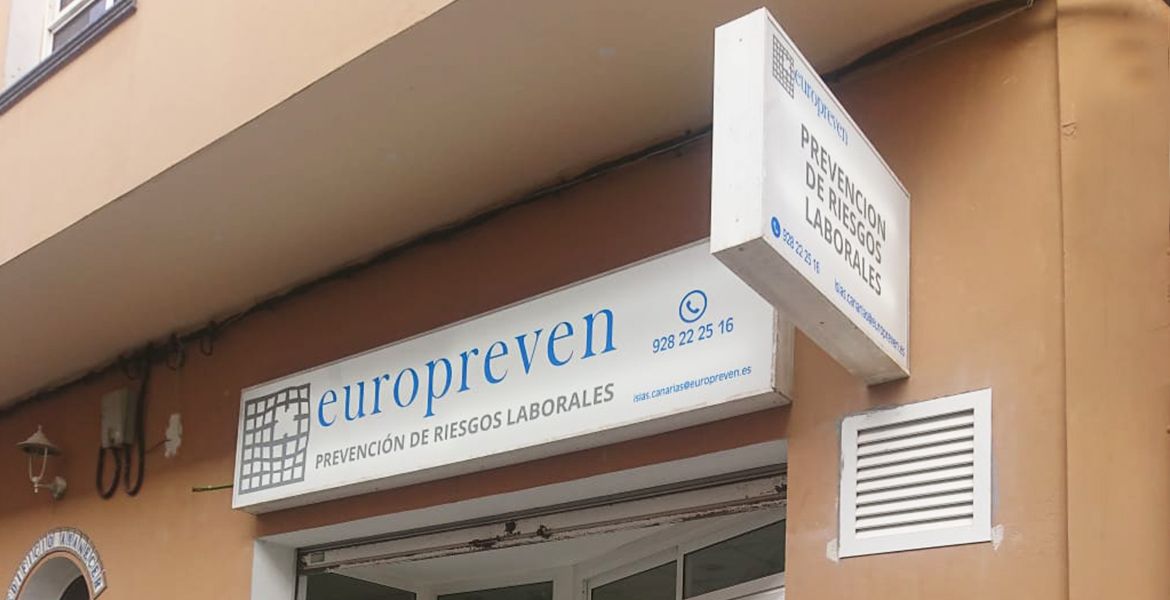 europreven
PREVENCIÓN DE RIESGOS LABORALES
928 22 25 16
islas.canarias@europreven.es
europreven
PREVENCION
DE RIESGOS
LABORALES
928 22 25 16
islas.canarias@europreven.es